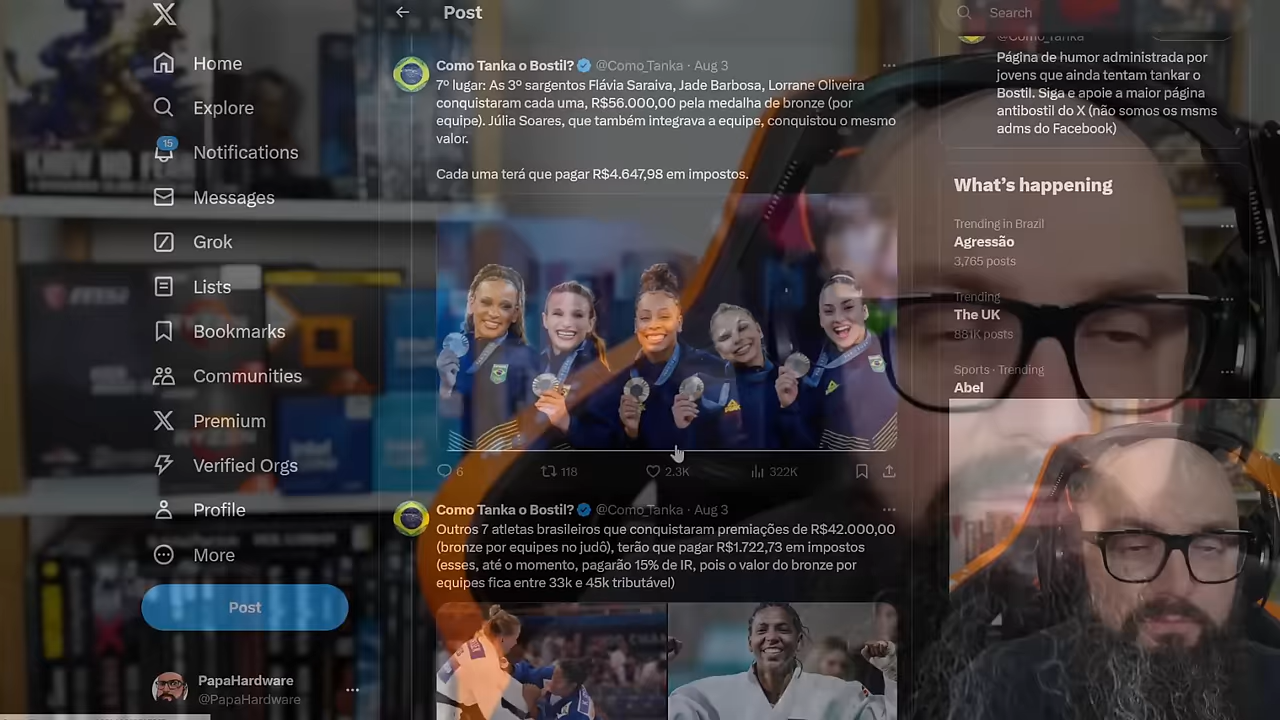 Home
Explore
15
Notifications
Messages
Grok
Lists
Bookmarks
Communities
Premium
Verified Orgs
Profile
More
Post
PapaHardware
@PapaHardware
Post
Como Tanka o Bostil? @Como_Tanka · Aug 3
7º lugar: As 3º sargentos Flávia Saraiva, Jade Barbosa, Lorrane Oliveira
conquistaram cada uma, R$56.000,00 pela medalha de bronze (por
equipe). Júlia Soares, que também integrava a equipe, conquistou o mesmo
valor.
Cada uma terá que pagar R$4.647,98 em impostos.
6 118 2.3K 322K
Como Tanka o Bostil? @Como_Tanka · Aug 3
Outros 7 atletas brasileiros que conquistaram premiações de R$42.000,00
(bronze por equipes no judô), terão que pagar R$1.722,73 em impostos
(esses, até o momento, pagarão 15% de IR, pois o valor do bronze por
equipes fica entre 33k e 45k tributável)
Search
@Como_Tanka
Página de humor administrada por
jovens que ainda tentam tankar o
Bostil. Siga e apoie a maior página
antibostil do X (não somos os msms
adms do Facebook)
What's happening
Trending in Brazil
Agressão
3,765 posts
Trending
The UK
881K posts
Sports · Trending
Abel